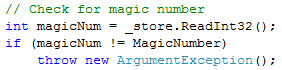 // Check for magic number
int magicNum = _store.ReadInt32();
if (magicNum != MagicNumber)
    throw new ArgumentException();